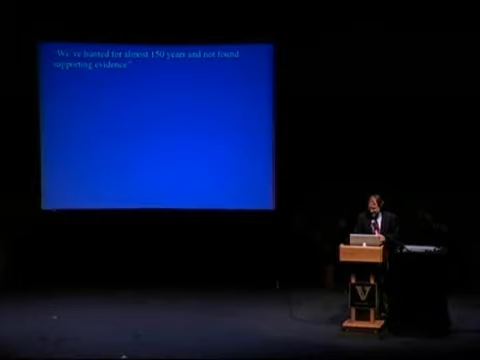 "We've hunted for almost 150 years and not found
supporting evidence"
V